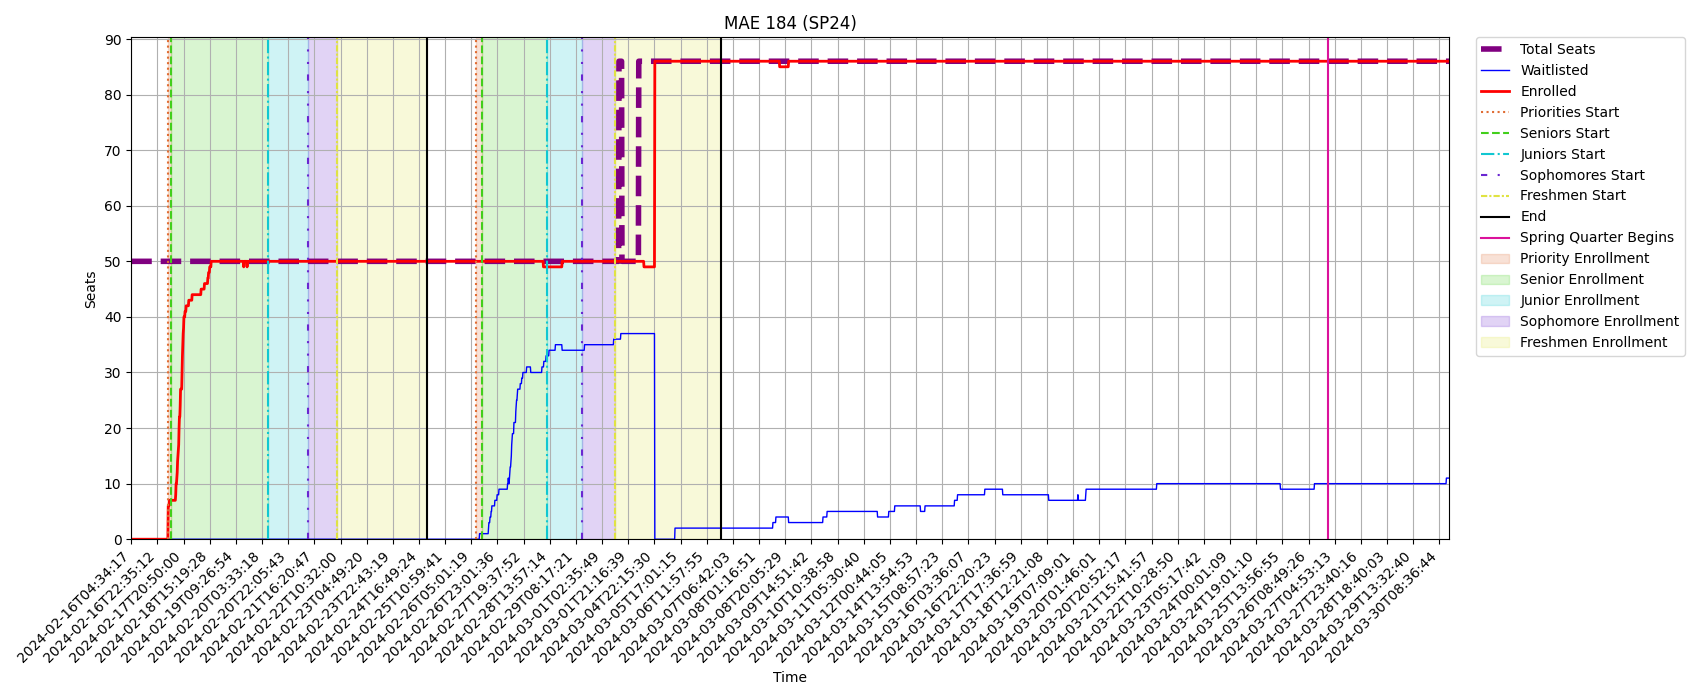 MAE 184 (SP24)
90
80
70
60
50
40
30
20
10
0
Seats
2024-02-16T04:34:17
2024-02-16T22:35:12
2024-02-17T20:50:00
2024-02-18T15:19:28
2024-02-19T09:26:54
2024-02-20T03:33:18
2024-02-20T22:05:43
2024-02-21T16:20:47
2024-02-22T10:32:00
2024-02-23T04:49:20
2024-02-23T22:43:19
2024-02-24T16:49:24
2024-02-25T10:59:41
2024-02-26T05:01:19
2024-02-26T23:01:36
2024-02-27T19:37:52
2024-02-28T13:57:14
2024-02-29T08:17:21
2024-03-01T02:35:49
2024-03-01T21:16:39
2024-03-04T22:15:30
2024-03-05T17:01:15
2024-03-06T11:57:55
2024-03-07T06:42:03
2024-03-08T01:16:51
2024-03-08T20:05:29
2024-03-09T14:51:42
2024-03-10T10:38:58
2024-03-11T05:30:40
2024-03-12T00:44:05
2024-03-14T13:54:53
2024-03-15T08:57:23
2024-03-16T03:36:07
2024-03-16T22:20:23
2024-03-17T17:36:59
2024-03-18T12:21:08
2024-03-19T07:09:01
2024-03-20T01:46:01
2024-03-20T20:52:17
2024-03-21T15:41:57
2024-03-22T10:28:50
2024-03-23T05:17:42
2024-03-24T00:01:09
2024-03-24T19:01:10
2024-03-25T13:56:55
2024-03-26T08:49:26
2024-03-27T04:53:13
2024-03-27T23:40:16
2024-03-28T18:40:03
2024-03-29T13:32:40
2024-03-30T08:36:44
Time
Total Seats
Waitlisted
Enrolled
Priorities Start
Seniors Start
Juniors Start
Sophomores Start
Freshmen Start
End
Spring Quarter Begins
Priority Enrollment
Senior Enrollment
Junior Enrollment
Sophomore Enrollment
Freshmen Enrollment